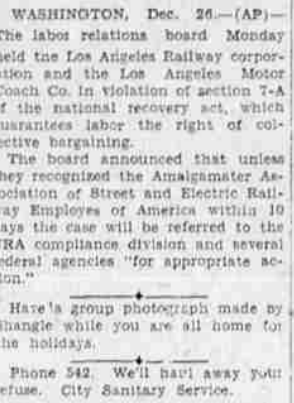 WASHINGTON, Dec. 26.—(AP)—
The labor relations board Monday
held the Los Angeles Railway corpor-
ation and the Los Angeles Motor
Coach Co. in violation of section 7-A
of the national recovery act, which
guarantees labor the right of col-
ective bargaining.
The board announced that unless
they recognized the Amalgamater As-
sociation of Street and Electric Rail-
way Employes of America within 10
days the case will be referred to the
NRA compliance division and several
federal agencies "for appropriate ac-
tion."
Have a group photograph made by
Shangle while you are all home for
the holidays.
Phone 542. We'll haul away your
refuse. City Sanitary Service.